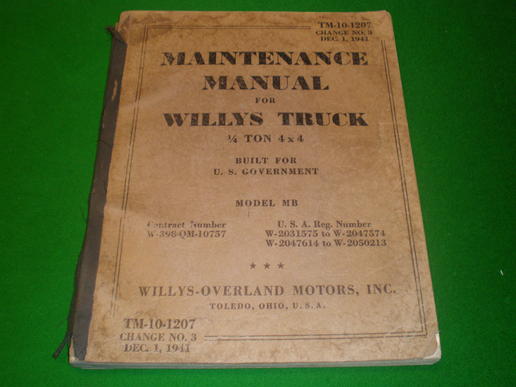 TM-10-1207
CHANGE NO. 3
DEC. 1, 1941
MAINTENANCE
MANUAL
FOR
WILLYS TRUCK
¼ TON 4x4
BUILT FOR
U. S. GOVERNMENT
MODEL MB
Contract Number
W-398-QM-10757
U. S. A. Reg. Number
W-2031575 to W-2047574
W-2047614 to W-2050213
★ ★ ★
WILLYS-OVERLAND MOTORS, INC.
TOLEDO, OHIO, U. S. A.
TM-10-1207
CHANGE NO. 3
DEC. 1, 1941